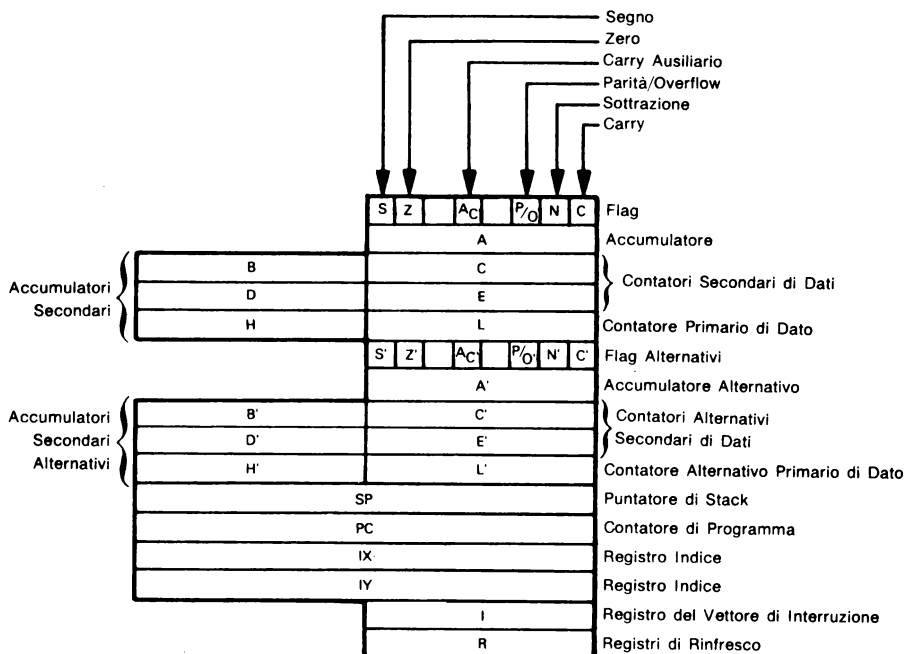 Segno
Zero
Carry Ausiliario
Parità/Overflow
Sottrazione
Carry
S Z AC P/O N C Flag
A Accumulatore
B C
Contatori Secondari di Dati
Accumulatori
Secondari
D E
H L Contatore Primario di Dato
S' Z' AC' P/O' N' C' Flag Alternativi
A' Accumulatore Alternativo
Accumulatori
Secondari
Alternativi
B' C' Contatori Alternativi
D' E' Secondari di Dati
H' L' Contatore Alternativo Primario di Dato
SP Puntatore di Stack
PC Contatore di Programma
IX Registro Indice
IY Registro Indice
I Registro del Vettore di Interruzione
R Registri di Rinfresco